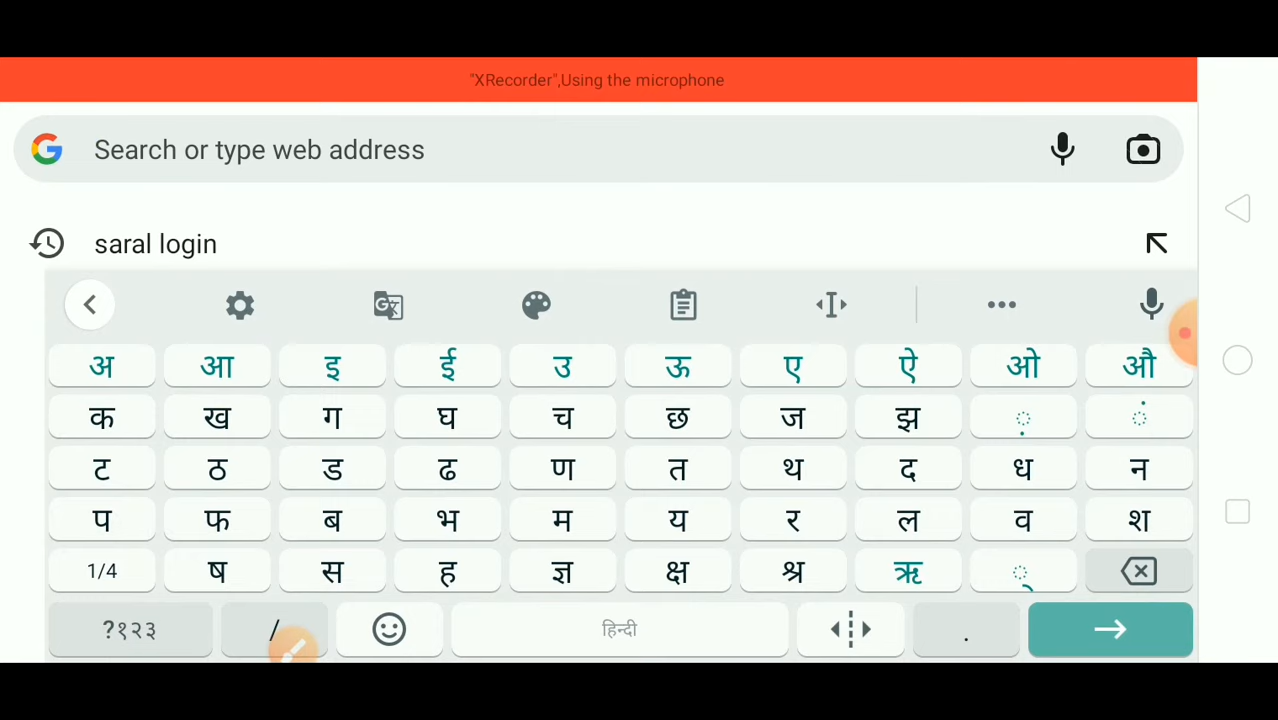 "XRecorder",Using the microphone
Search or type web address
saral login
अ आ इ ई उ ऊ ए ऐ ओ औ
क ख ग घ च छ ज झ ़ ं
ट ठ ड ढ ण त थ द ध न
प फ ब भ म य र ल व श
1/4 ष स ह ज्ञ क्ष श्र ऋ ्
?१२३ / हिन्दी .